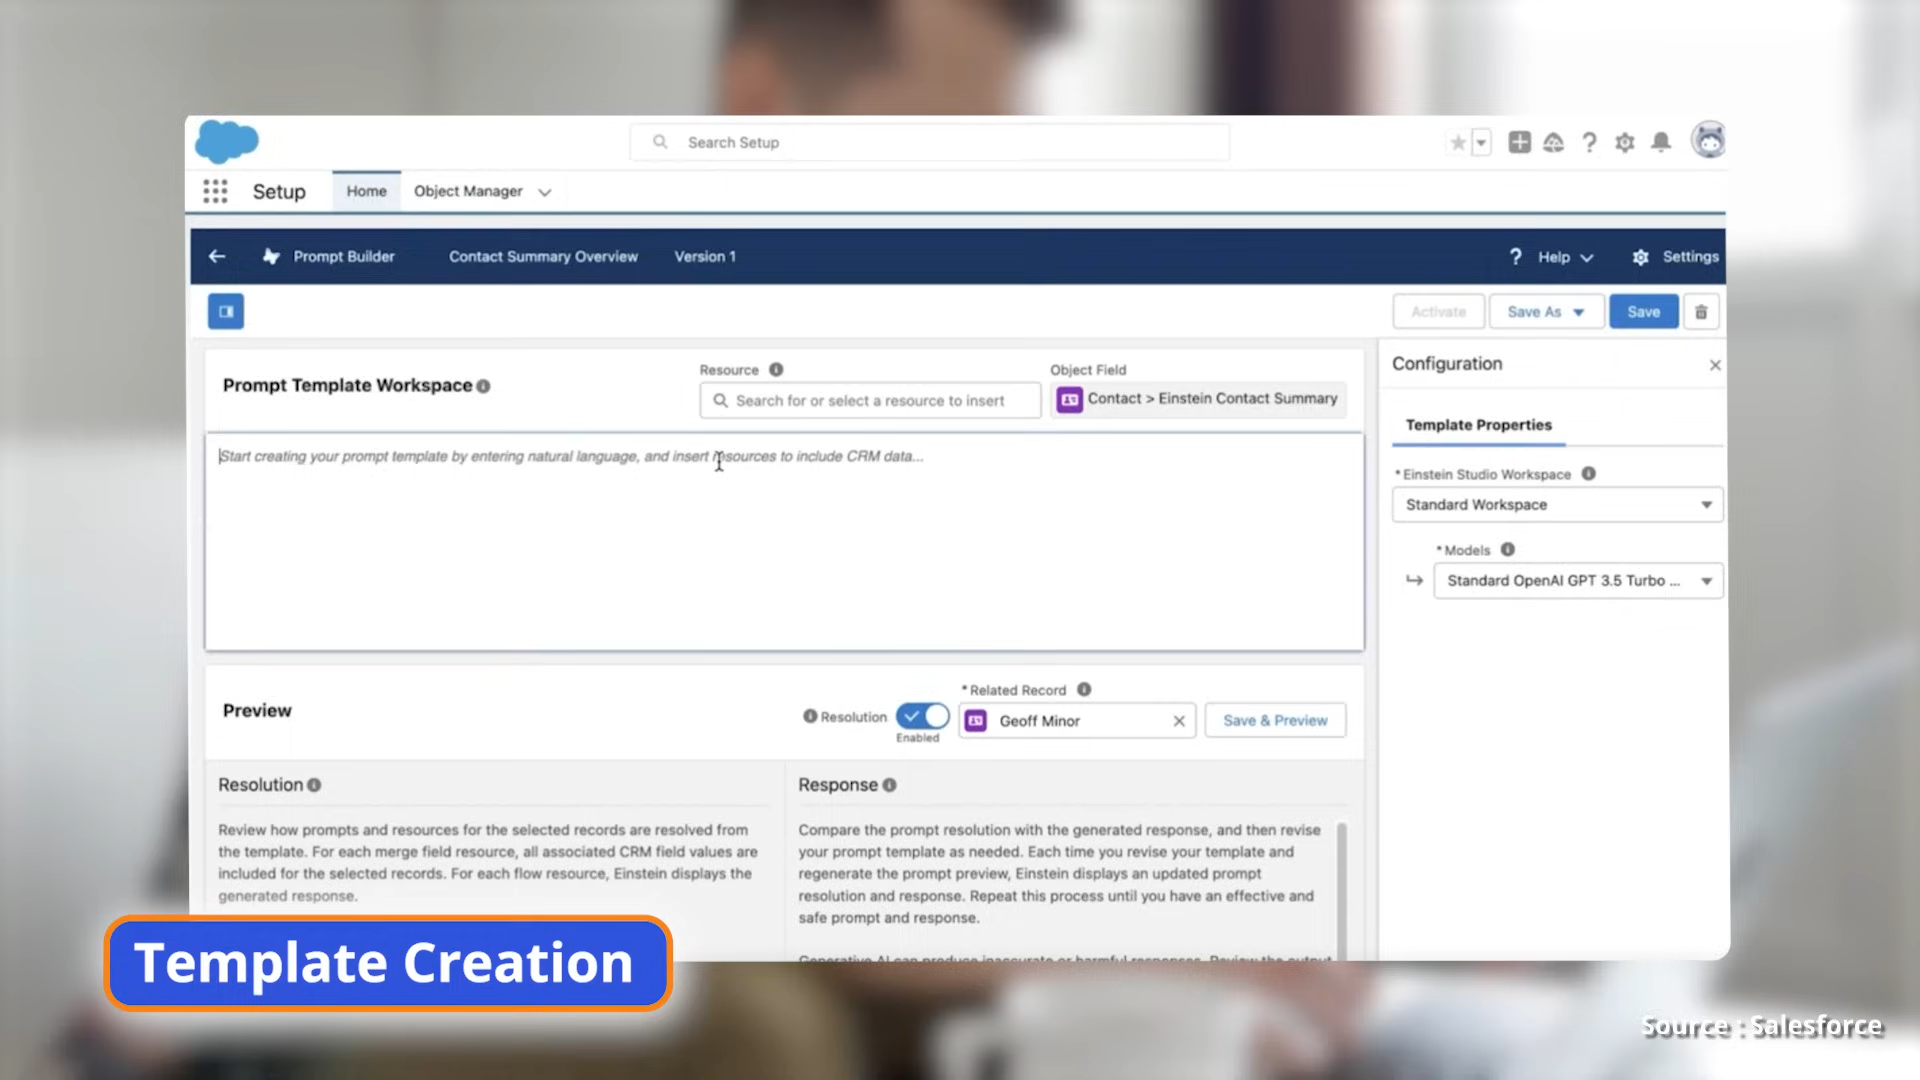 Search Setup
Setup
Home
Object Manager
Prompt Builder
Contact Summary Overview
Version 1
Help
Settings
Activate
Save As
Save
Prompt Template Workspace
Resource
Search for or select a resource to insert
Object Field
Contact > Einstein Contact Summary
Start creating your prompt template by entering natural language, and insert resources to include CRM data...
Configuration
Template Properties
* Einstein Studio Workspace
Standard Workspace
* Models
Standard OpenAI GPT 3.5 Turbo ...
Preview
Resolution
Enabled
* Related Record
Geoff Minor
Save & Preview
Resolution
Review how prompts and resources for the selected records are resolved from
the template. For each merge field resource, all associated CRM field values are
included for the selected records. For each flow resource, Einstein displays the
generated response.
Response
Compare the prompt resolution with the generated response, and then revise
your prompt template as needed. Each time you revise your template and
regenerate the prompt preview, Einstein displays an updated prompt
resolution and response. Repeat this process until you have an effective and
safe prompt and response.
Generative AI can produce inaccurate or harmful responses. Review the output
Template Creation
Source : Salesforce